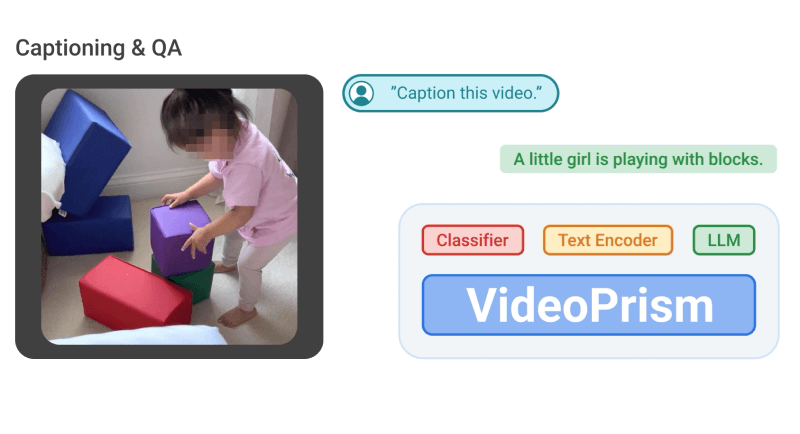 Captioning & QA
”Caption this video.”
A little girl is playing with blocks.
Classifier
Text Encoder
LLM
VideoPrism